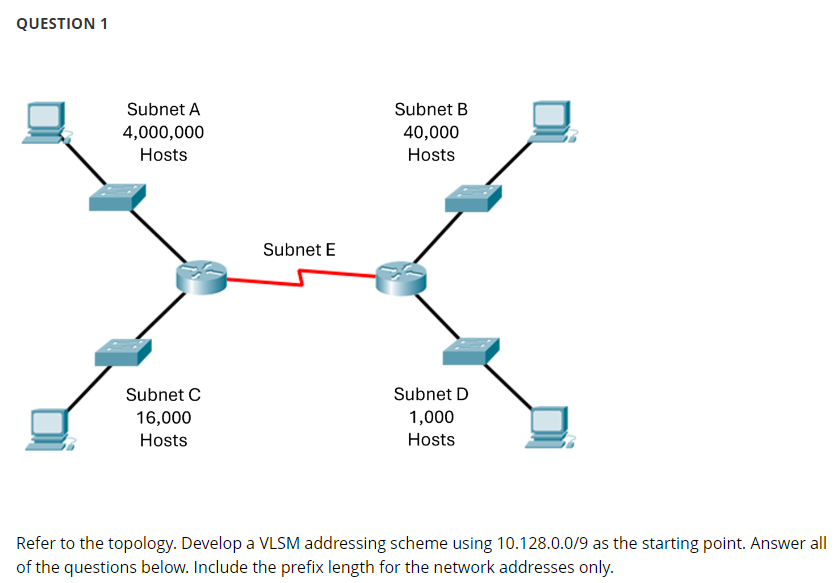 QUESTION 1
Subnet A
4,000,000
Hosts
Subnet B
40,000
Hosts
Subnet E
Subnet C
16,000
Hosts
Subnet D
1,000
Hosts
Refer to the topology. Develop a VLSM addressing scheme using 10.128.0.0/9 as the starting point. Answer all
of the questions below. Include the prefix length for the network addresses only.